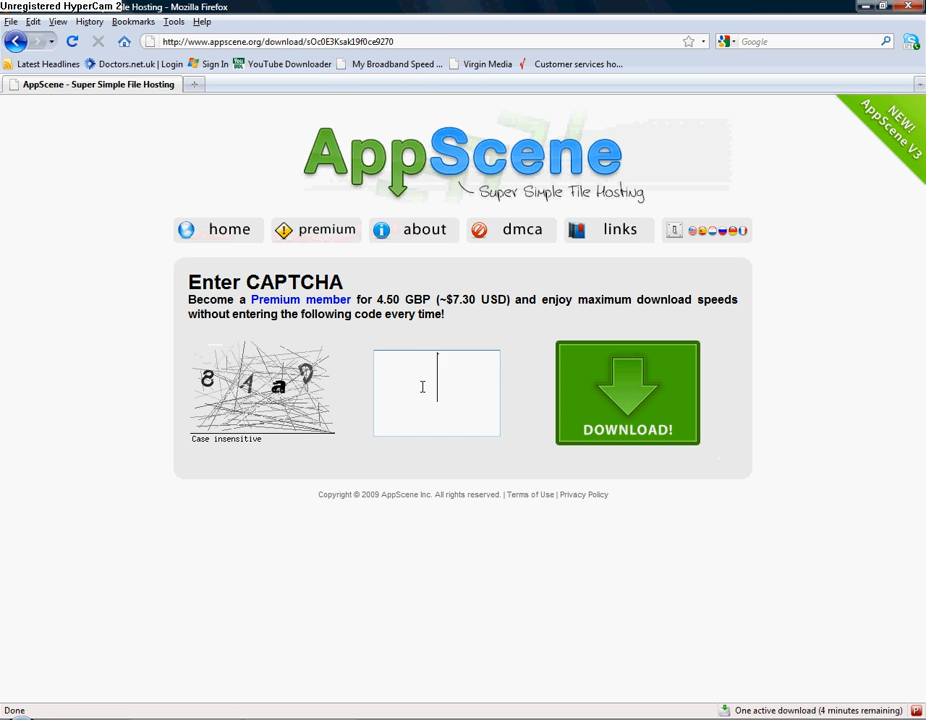 Unregistered HyperCam 2
le Hosting - Mozilla Firefox
File Edit View History Bookmarks Tools Help
http://www.appscene.org/download/sOc0E3Ksak19f0ce9270
Google
Latest Headlines Doctors.net.uk | Login Sign In YouTube Downloader My Broadband Speed ... Virgin Media Customer services ho...
AppScene - Super Simple File Hosting
NEW!
AppScene V3
AppScene
Super Simple File Hosting
home premium about dmca links
Enter CAPTCHA
Become a Premium member for 4.50 GBP (~$7.30 USD) and enjoy maximum download speeds
without entering the following code every time!
Case insensitive
DOWNLOAD!
Copyright © 2009 AppScene Inc. All rights reserved. | Terms of Use | Privacy Policy
Done
One active download (4 minutes remaining)